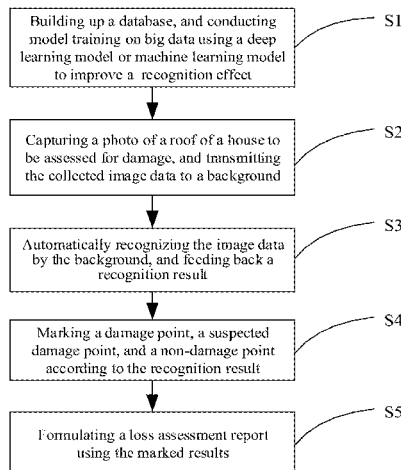 Building up a database, and conducting
model training on big data using a deep
learning model or machine learning model
to improve a recognition effect
S1
Capturing a photo of a roof of a house to
be assessed for damage, and transmitting
the collected image data to a background
S2
Automatically recognizing the image data
by the background, and feeding back a
recognition result
S3
Marking a damage point, a suspected
damage point, and a non-damage point
according to the recognition result
S4
Formulating a loss assessment report
using the marked results
S5